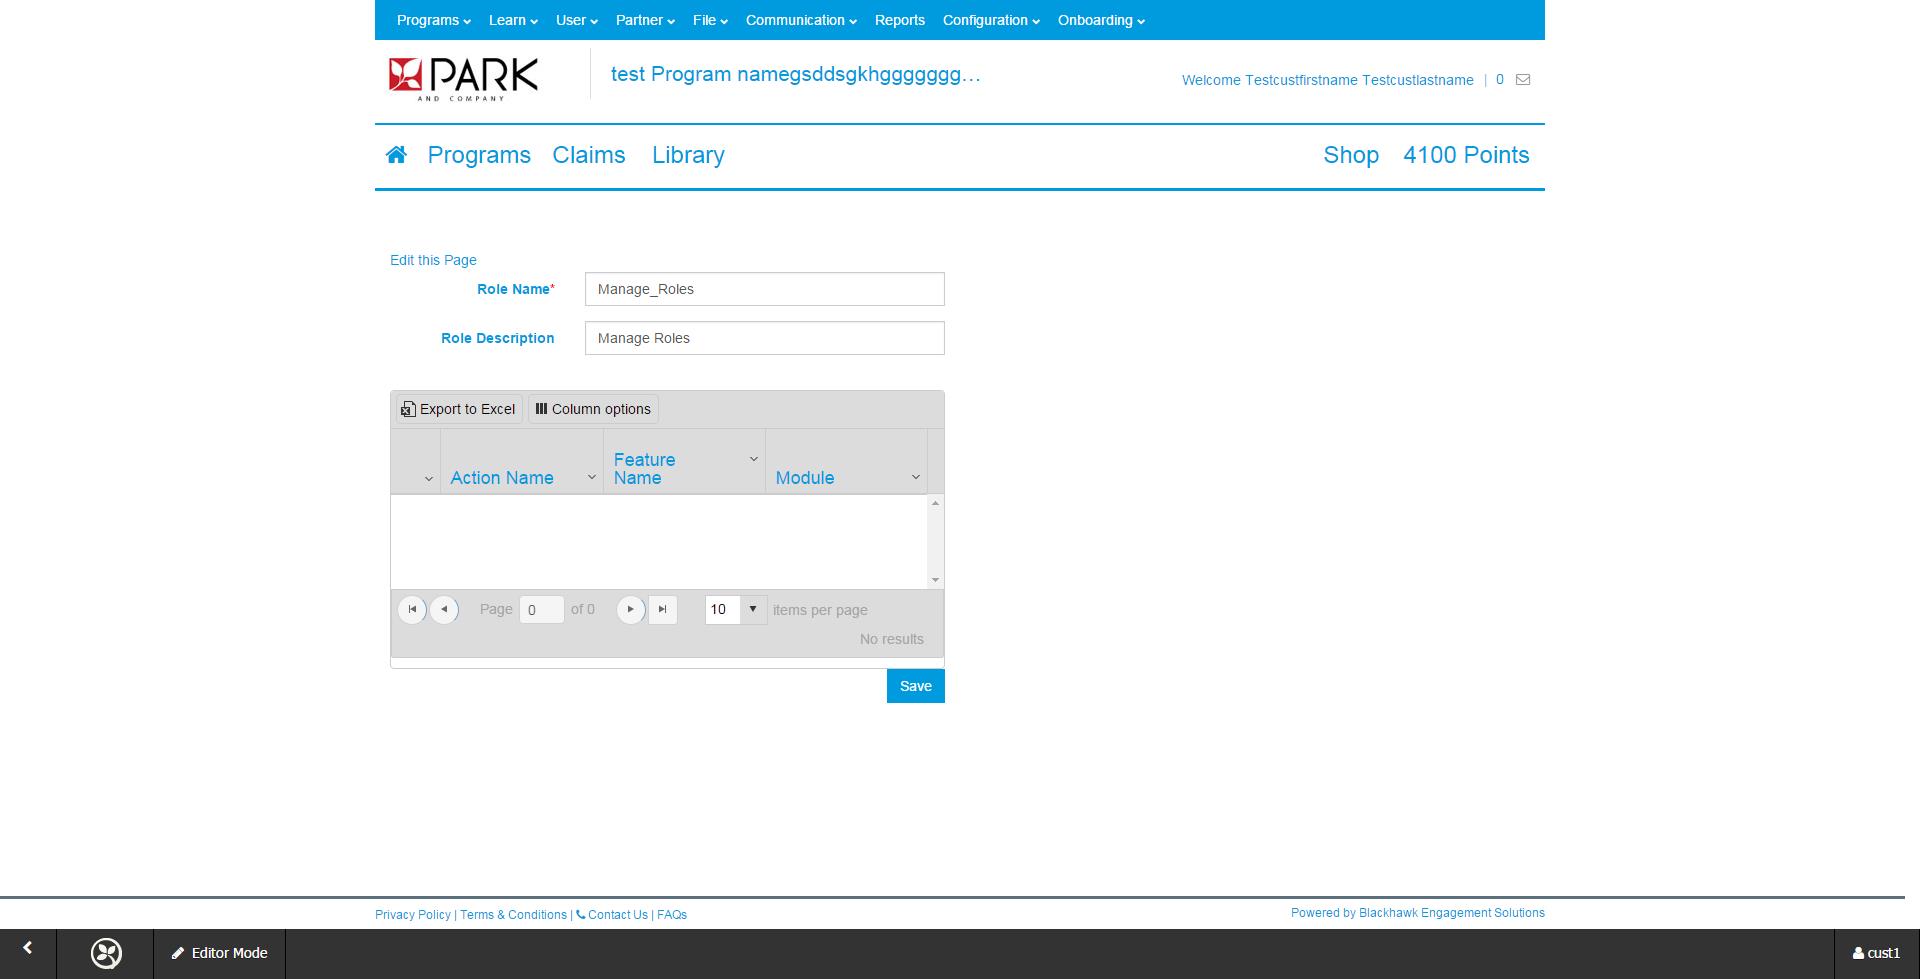 Programs Learn User Partner File Communication Reports Configuration Onboarding
PARK
AND COMPANY
test Program namegsddsgkhggggggg...
Welcome Testcustfirstname Testcustlastname | 0
Programs Claims Library Shop 4100 Points
Edit this Page
Role Name* Manage_Roles
Role Description Manage Roles
Export to Excel Column options
Action Name Feature Name Module
Page 0 of 0 10 items per page
No results
Save
Privacy Policy | Terms & Conditions | Contact Us | FAQs
Powered by Blackhawk Engagement Solutions
Editor Mode cust1